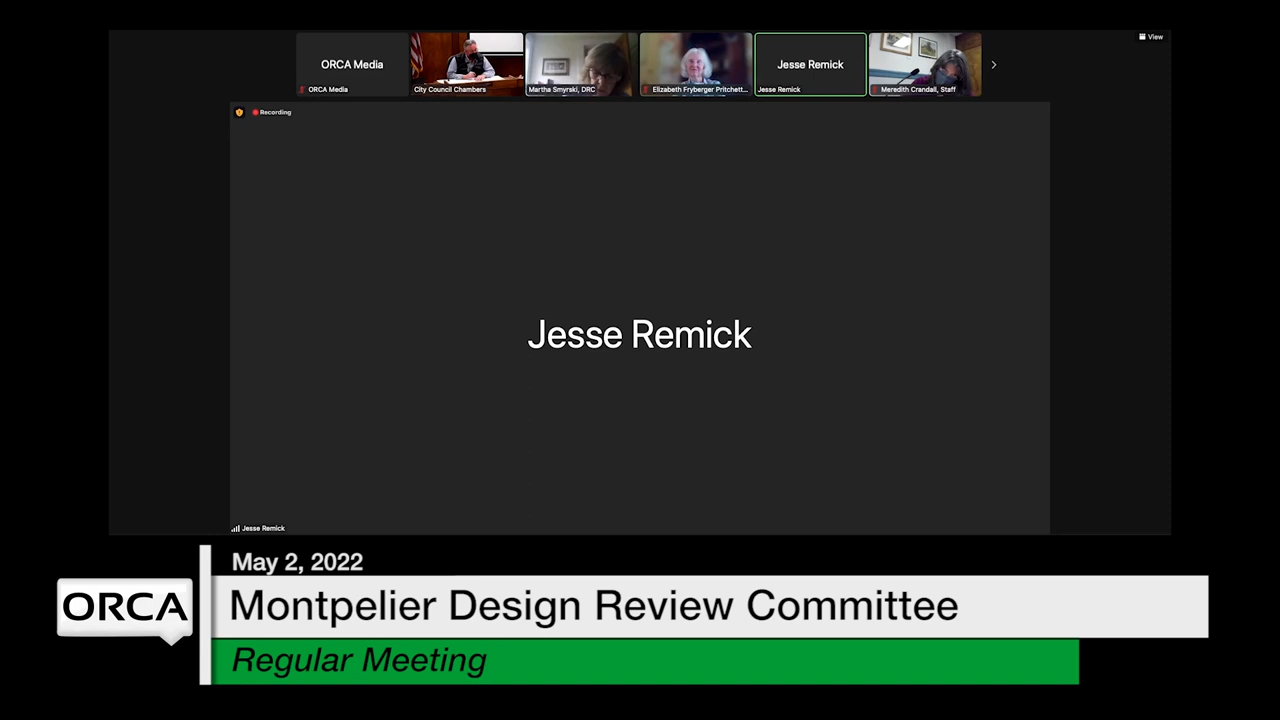 View
ORCA Media
Jesse Remick
ORCA Media
City Council Chambers
Martha Smyrski, DRC
Elizabeth Fryberger Pritchett...
Jesse Remick
Meredith Crandall, Staff
Recording
Jesse Remick
Jesse Remick
May 2, 2022
ORCA
Montpelier Design Review Committee
Regular Meeting